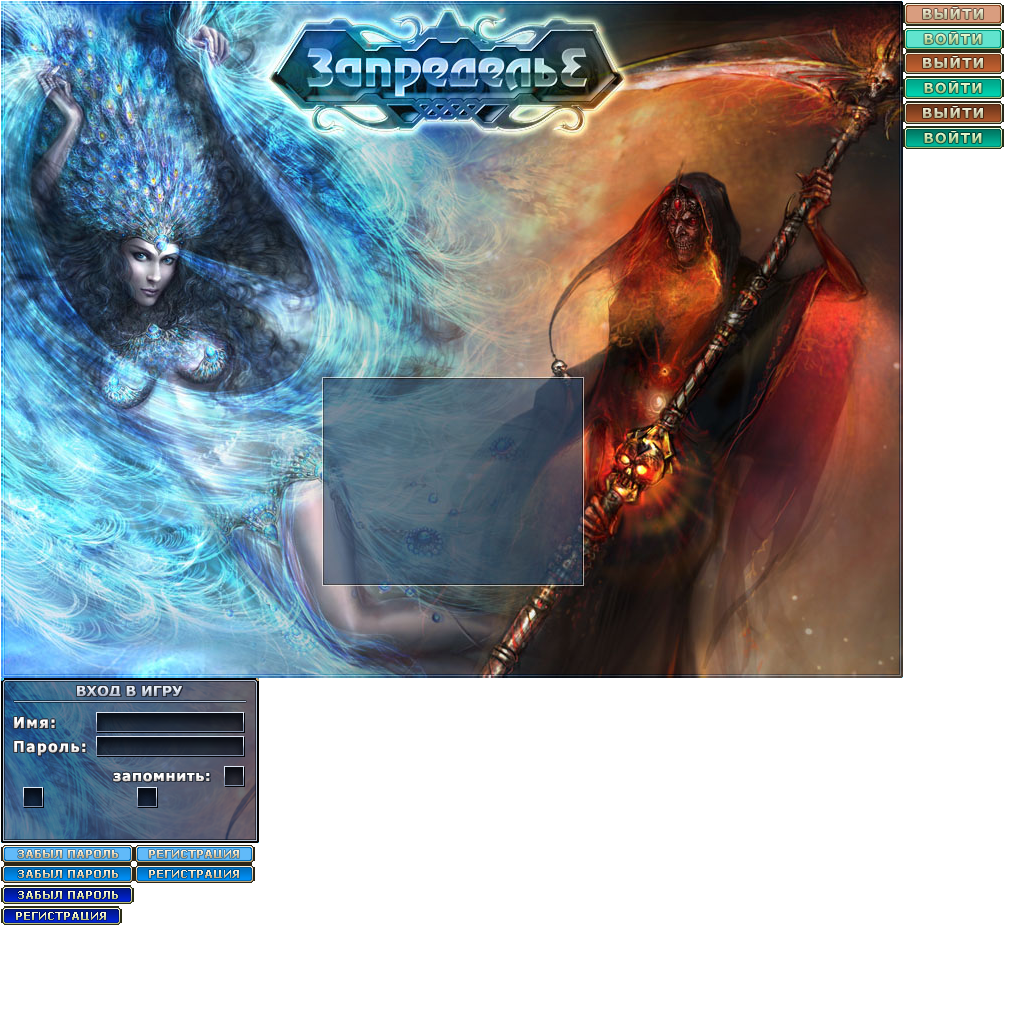 Запределье
ВЫЙТИ
ВОЙТИ
ВЫЙТИ
ВОЙТИ
ВЫЙТИ
ВОЙТИ
ВХОД В ИГРУ
Имя:
Пароль:
запомнить:
ЗАБЫЛ ПАРОЛЬ РЕГИСТРАЦИЯ
ЗАБЫЛ ПАРОЛЬ РЕГИСТРАЦИЯ
ЗАБЫЛ ПАРОЛЬ
РЕГИСТРАЦИЯ